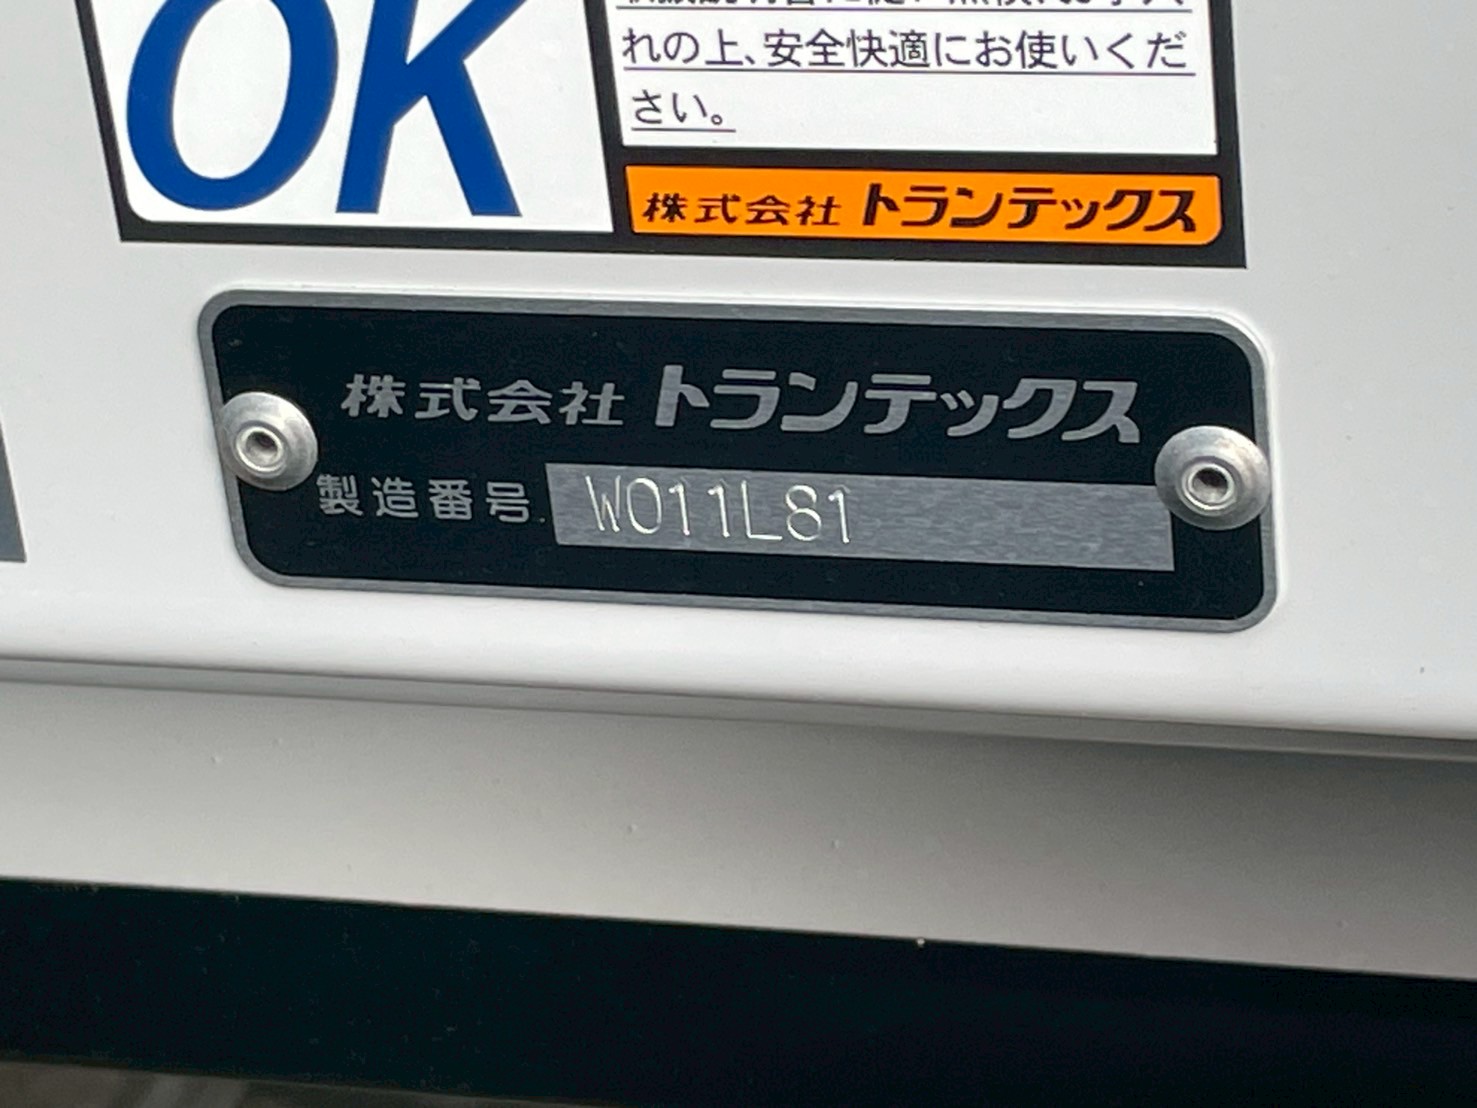 OK
れの上、安全快適にお使いくだ
さい。
株式会社トランテックス
株式会社トランテックス
製造番号 W011L81